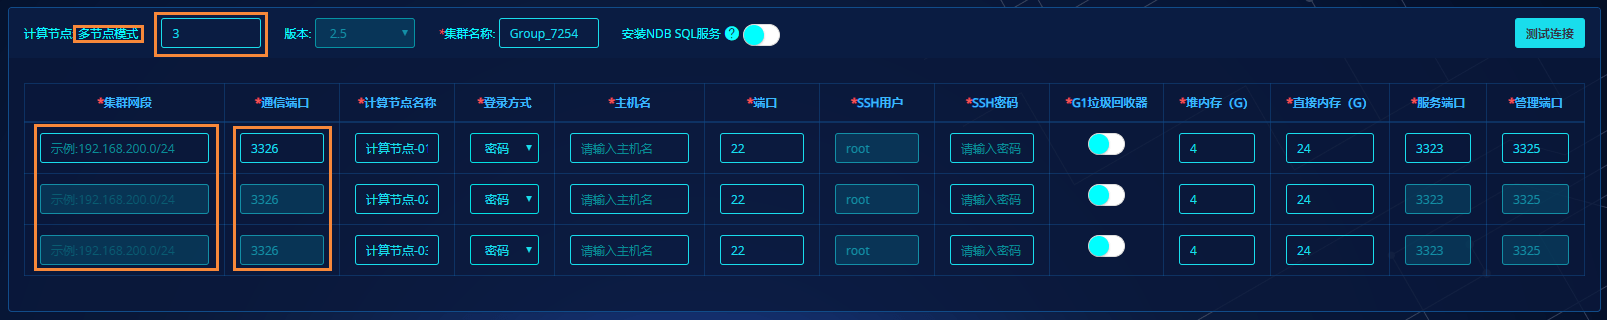 计算节点 多节点模式 3 版本: 2.5 *集群名称: Group_7254 安装NDB SQL服务 ? 测试连接
*集群网段 *通信端口 *计算节点名称 *登录方式 *主机名 *端口 *SSH用户 *SSH密码 *G1垃圾回收器 *堆内存（G） *直接内存（G） *服务端口 *管理端口
示例:192.168.200.0/24 3326 计算节点-01 密码 请输入主机名 22 root 请输入密码 4 24 3323 3325
示例:192.168.200.0/24 3326 计算节点-02 密码 请输入主机名 22 root 请输入密码 4 24 3323 3325
示例:192.168.200.0/24 3326 计算节点-03 密码 请输入主机名 22 root 请输入密码 4 24 3323 3325